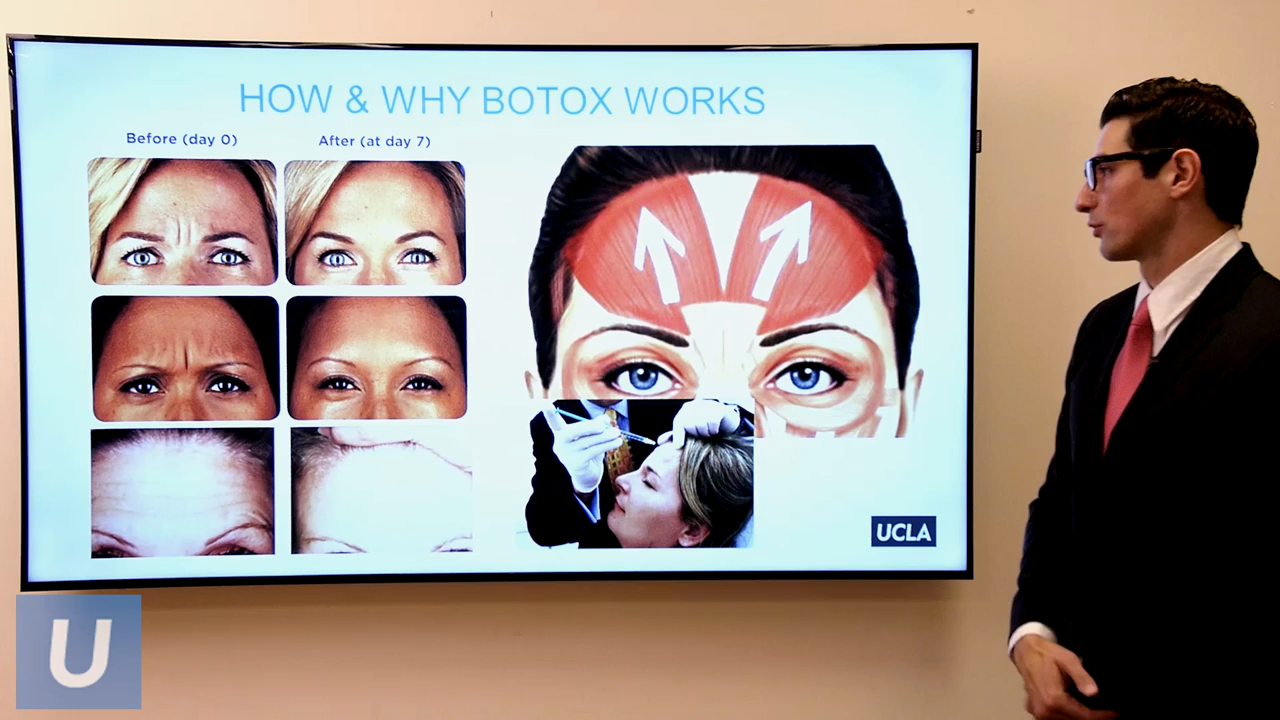 HOW & WHY BOTOX WORKS
Before (day 0)
After (at day 7)
UCLA
U